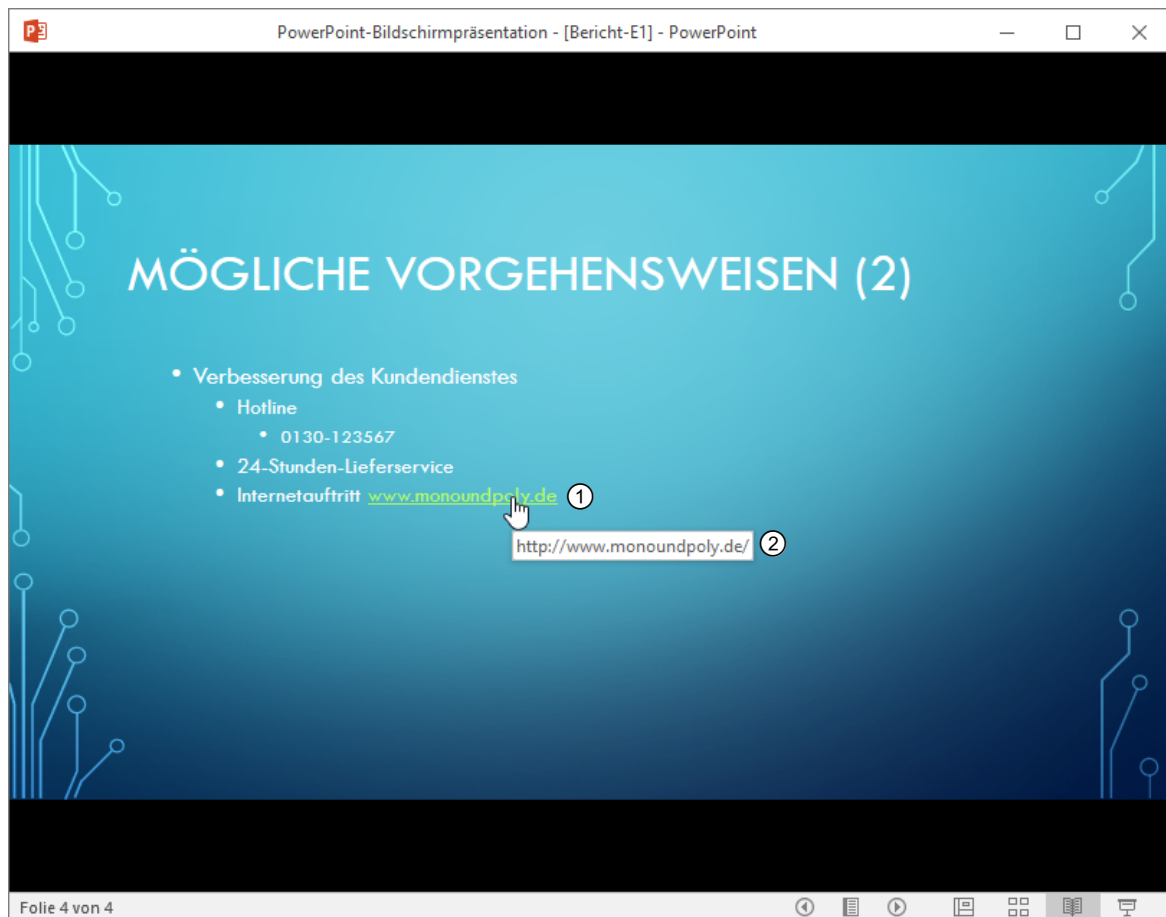 PowerPoint-Bildschirmpräsentation - [Bericht-E1] - PowerPoint
MÖGLICHE VORGEHENSWEISEN (2)
• Verbesserung des Kundendienstes
• Hotline
• 0130-123567
• 24-Stunden-Lieferservice
• Internetauftritt www.monoundpoly.de ①
http://www.monoundpoly.de/ ②
Folie 4 von 4